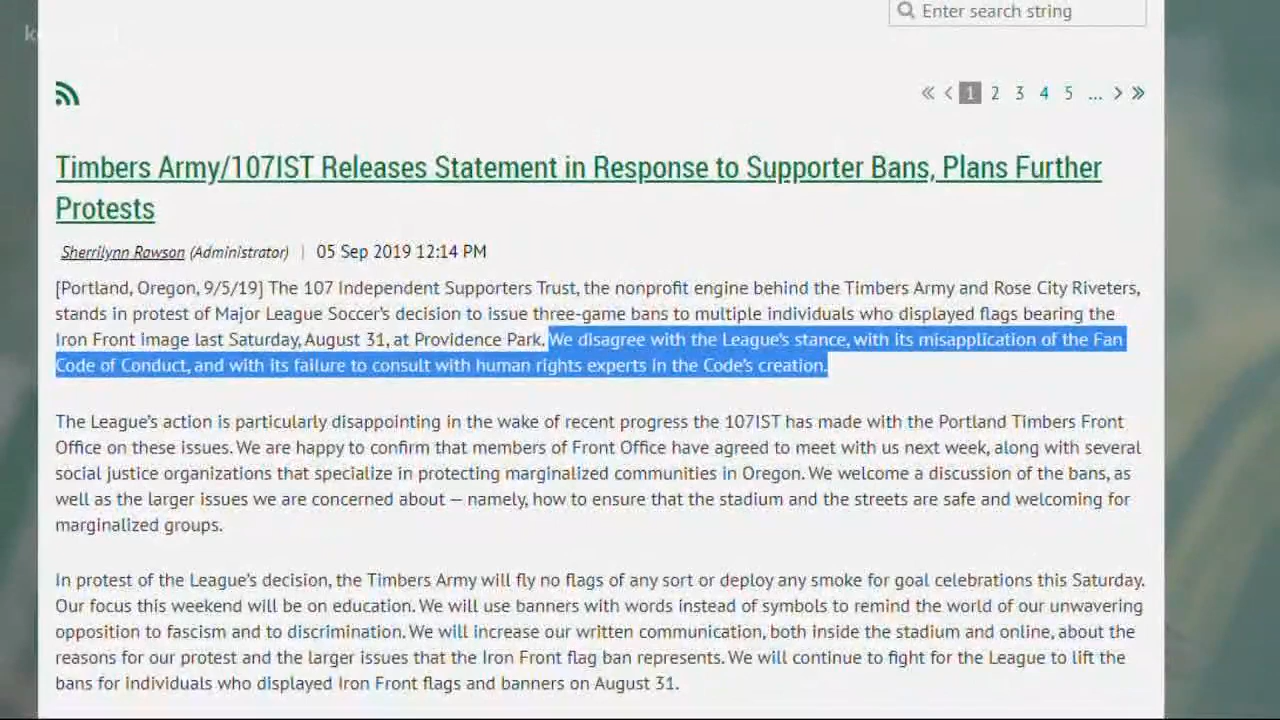 Enter search string
« < 1 2 3 4 5 ... > »
Timbers Army/107IST Releases Statement in Response to Supporter Bans, Plans Further
Protests
Sherrilynn Rawson (Administrator) | 05 Sep 2019 12:14 PM
[Portland, Oregon, 9/5/19] The 107 Independent Supporters Trust, the nonprofit engine behind the Timbers Army and Rose City Riveters,
stands in protest of Major League Soccer's decision to issue three-game bans to multiple individuals who displayed flags bearing the
Iron Front image last Saturday, August 31, at Providence Park. We disagree with the League's stance, with its misapplication of the Fan
Code of Conduct, and with its failure to consult with human rights experts in the Code's creation.
The League's action is particularly disappointing in the wake of recent progress the 107IST has made with the Portland Timbers Front
Office on these issues. We are happy to confirm that members of Front Office have agreed to meet with us next week, along with several
social justice organizations that specialize in protecting marginalized communities in Oregon. We welcome a discussion of the bans, as
well as the larger issues we are concerned about — namely, how to ensure that the stadium and the streets are safe and welcoming for
marginalized groups.
In protest of the League's decision, the Timbers Army will fly no flags of any sort or deploy any smoke for goal celebrations this Saturday.
Our focus this weekend will be on education. We will use banners with words instead of symbols to remind the world of our unwavering
opposition to fascism and to discrimination. We will increase our written communication, both inside the stadium and online, about the
reasons for our protest and the larger issues that the Iron Front flag ban represents. We will continue to fight for the League to lift the
bans for individuals who displayed Iron Front flags and banners on August 31.